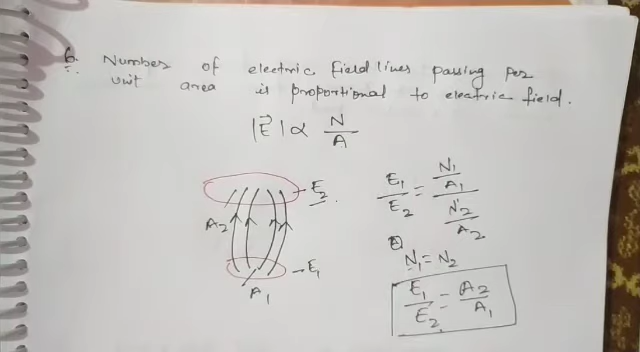 6. Number of electric field lines passing per
unit area is proportional to electric field.
|E⃗| ∝ N/A
E₂
A₂
E₁
A₁
E₁/E₂ = (N₁/A₁)/(N₂/A₂)
N₁ = N₂
E₁/E₂ = A₂/A₁